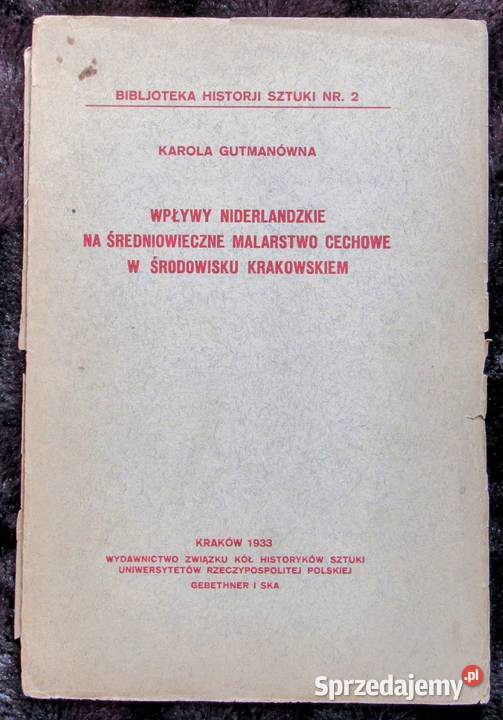 BIBLJOTEKA HISTORJI SZTUKI NR. 2
KAROLA GUTMANÓWNA
WPŁYWY NIDERLANDZKIE
NA ŚREDNIOWIECZNE MALARSTWO CECHOWE
W ŚRODOWISKU KRAKOWSKIEM
KRAKÓW 1933
WYDAWNICTWO ZWIĄZKU KÓŁ HISTORYKÓW SZTUKI
UNIWERSYTETÓW RZECZYPOSPOLITEJ POLSKIEJ
GEBETHNER I SKA
Sprzedajemy.pl